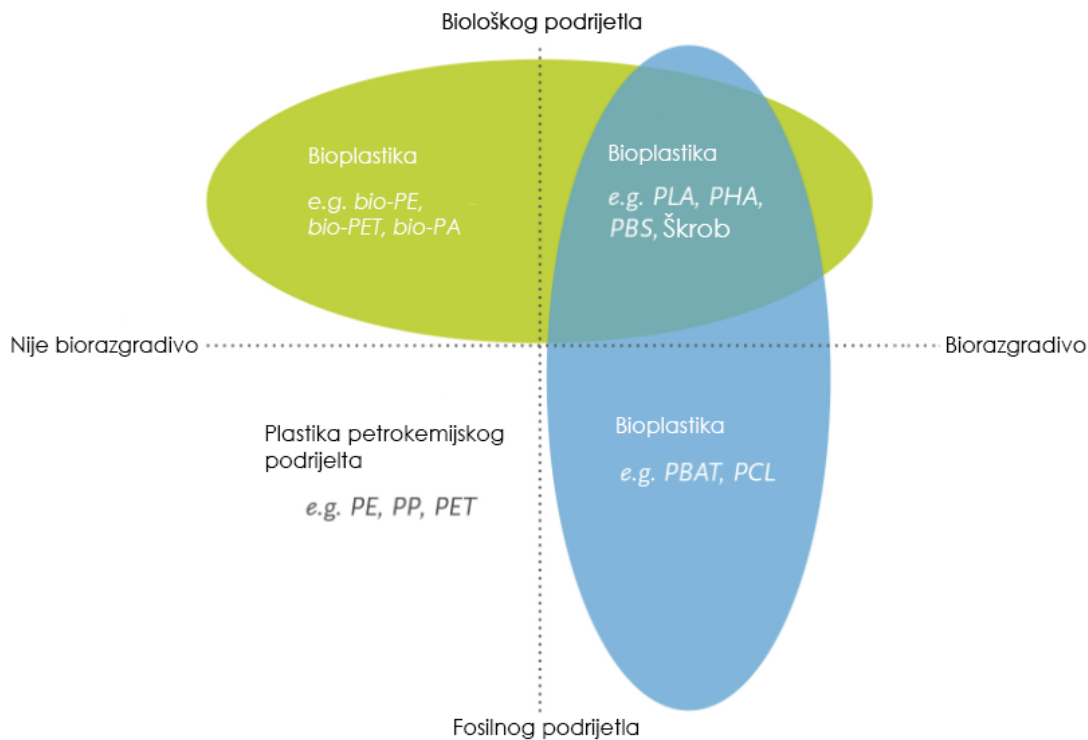 Biološkog podrijetla
Bioplastika
e.g. bio-PE,
bio-PET, bio-PA
Bioplastika
e.g. PLA, PHA,
PBS, Škrob
Nije biorazgradivo
Biorazgradivo
Plastika petrokemijskog
podrijelta
e.g. PE, PP, PET
Bioplastika
e.g. PBAT, PCL
Fosilnog podrijetla